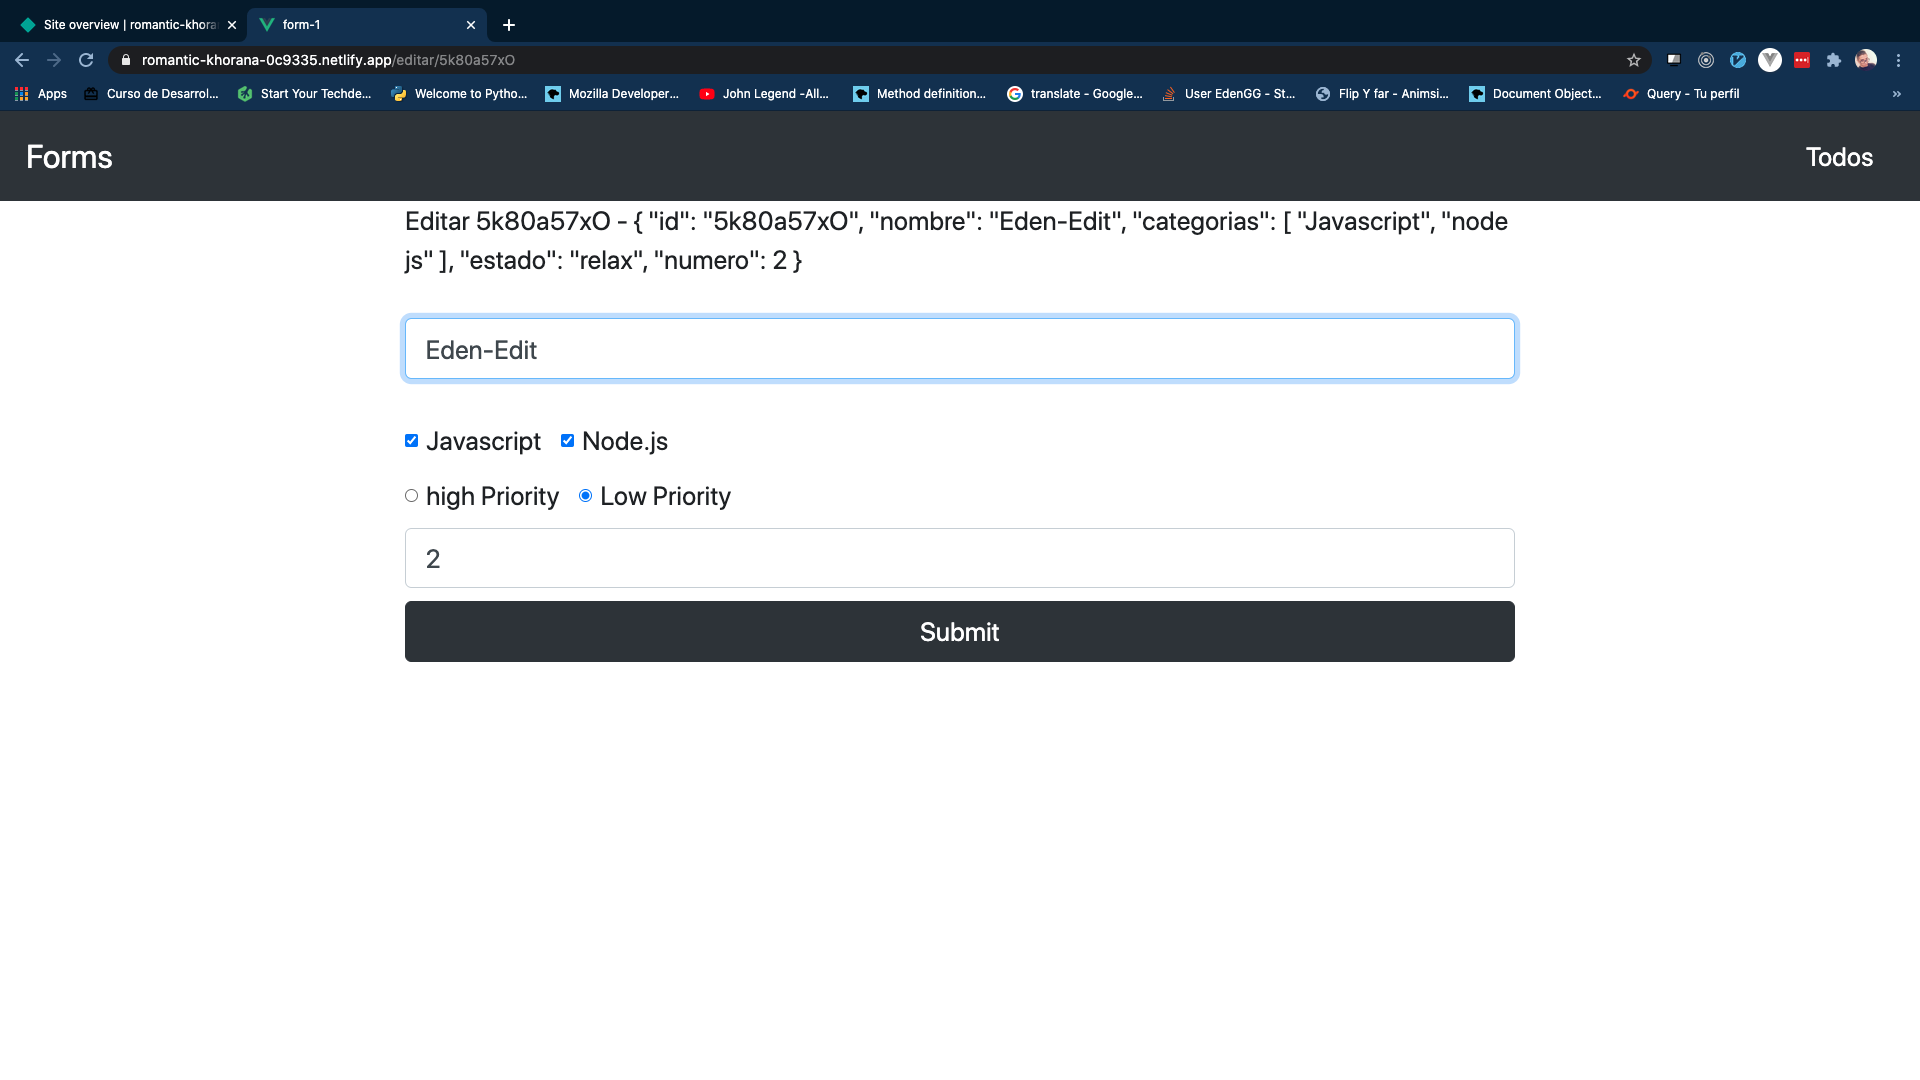 Site overview | romantic-khora
form-1
romantic-khorana-0c9335.netlify.app/editar/5k80a57xO
Apps
Curso de Desarrol...
Start Your Techde...
Welcome to Pytho...
Mozilla Developer...
John Legend -All...
Method definition...
translate - Google...
User EdenGG - St...
Flip Y far - Animsi...
Document Object...
Query - Tu perfil
»
Forms
Todos
Editar 5k80a57xO - { "id": "5k80a57xO", "nombre": "Eden-Edit", "categorias": [ "Javascript", "node
js" ], "estado": "relax", "numero": 2 }
Eden-Edit
Javascript Node.js
high Priority Low Priority
2
Submit